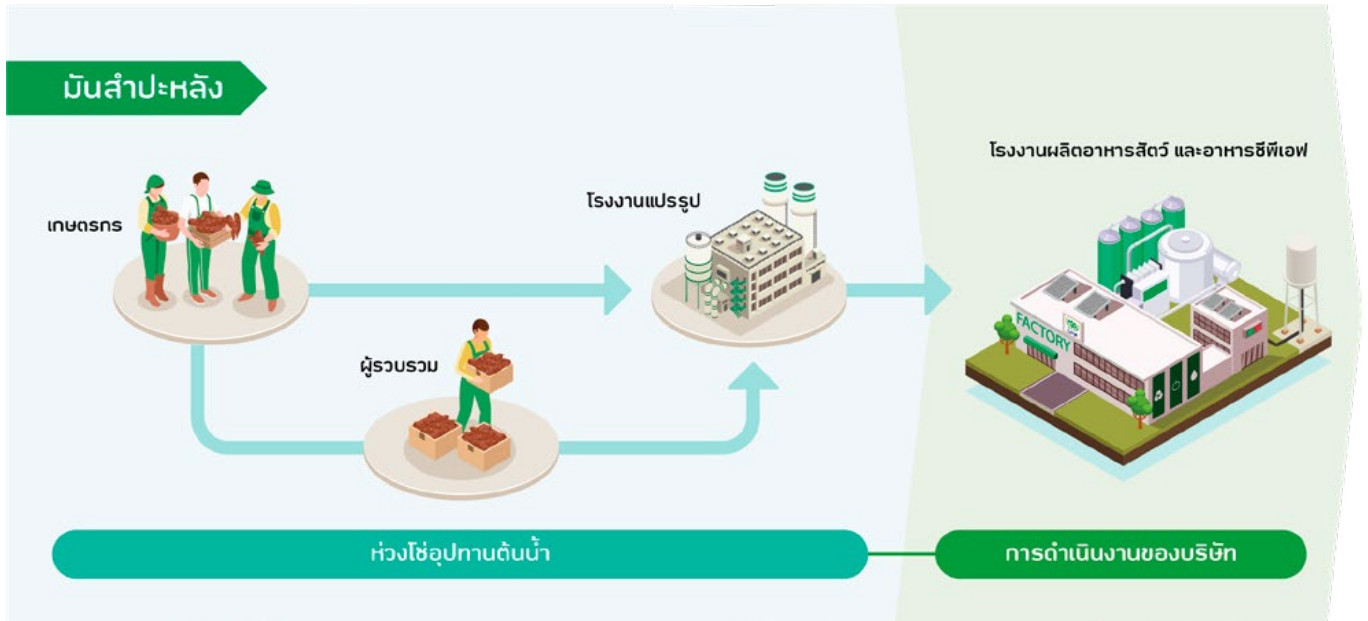 มันสำปะหลัง
โรงงานผลิตอาหารสัตว์ และอาหารซีพีเอฟ
โรงงานแปรรูป
เกษตรกร
FACTORY
ผู้รวบรวม
ห่วงโซ่อุปทานต้นน้ำ
การดำเนินงานของบริษัท